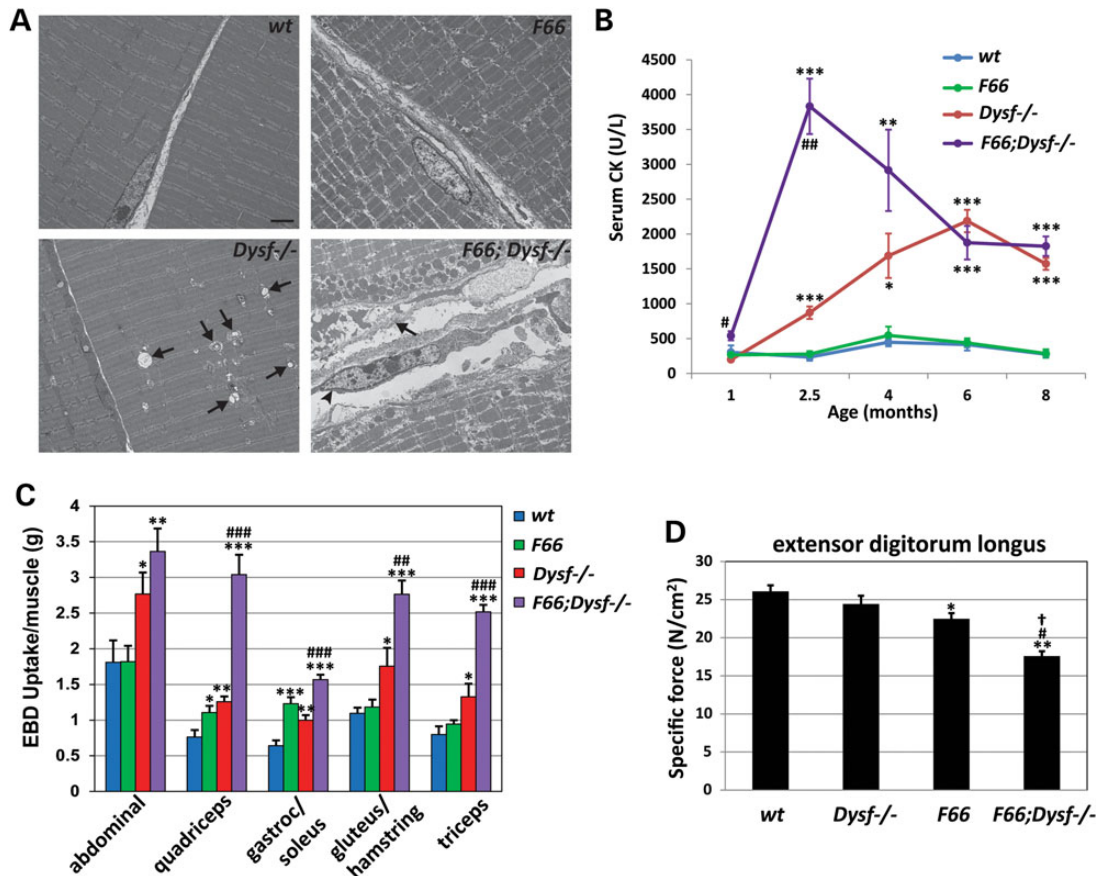 A
wt
F66
Dysf-/-
F66; Dysf-/-
B
wt
F66
Dysf-/-
F66;Dysf-/-
Serum CK (U/L)
4500
4000
3500
3000
2500
2000
1500
1000
500
0
***
##
**
***
***
***
*
***
***
#
1
2.5
4
6
8
Age (months)
C
wt
F66
Dysf-/-
F66;Dysf-/-
EBD Uptake/muscle (g)
4
3.5
3
2.5
2
1.5
1
0.5
0
*
**
*
**
###
***
***
**
###
***
*
##
***
*
###
***
abdominal
quadriceps
gastroc/
soleus
gluteus/
hamstring
triceps
D
extensor digitorum longus
Specific force (N/cm²)
30
25
20
15
10
5
0
*
†
#
**
wt
Dysf-/-
F66
F66;Dysf-/-